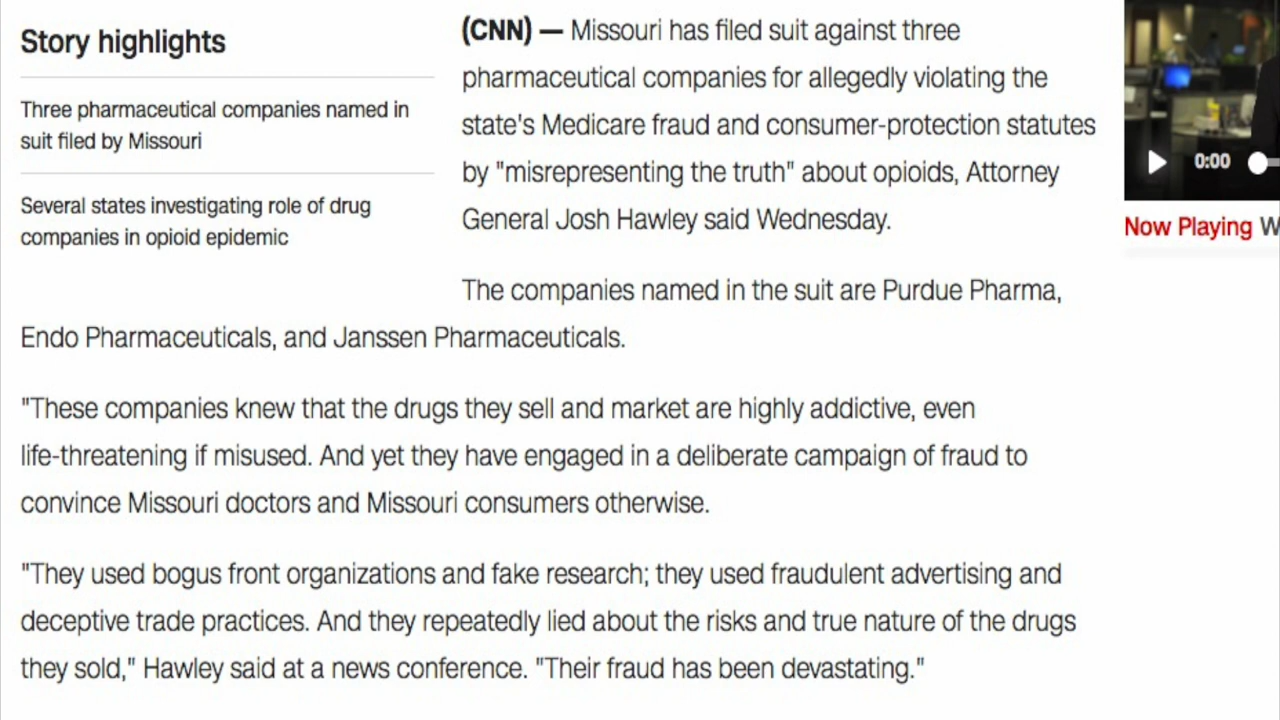 Story highlights
Three pharmaceutical companies named in
suit filed by Missouri
Several states investigating role of drug
companies in opioid epidemic
(CNN) — Missouri has filed suit against three
pharmaceutical companies for allegedly violating the
state's Medicare fraud and consumer-protection statutes
by "misrepresenting the truth" about opioids, Attorney
General Josh Hawley said Wednesday.
The companies named in the suit are Purdue Pharma,
Endo Pharmaceuticals, and Janssen Pharmaceuticals.
"These companies knew that the drugs they sell and market are highly addictive, even
life-threatening if misused. And yet they have engaged in a deliberate campaign of fraud to
convince Missouri doctors and Missouri consumers otherwise.
"They used bogus front organizations and fake research; they used fraudulent advertising and
deceptive trade practices. And they repeatedly lied about the risks and true nature of the drugs
they sold," Hawley said at a news conference. "Their fraud has been devastating."
0:00
Now Playing W